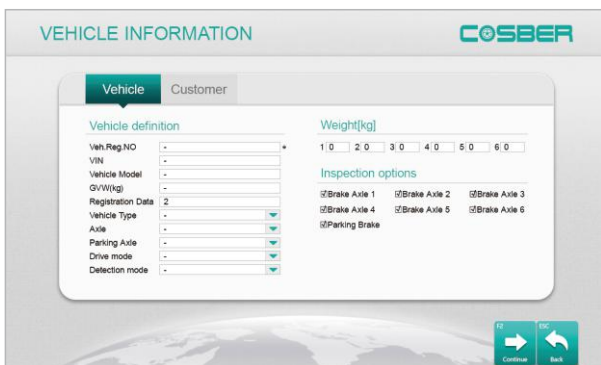 VEHICLE INFORMATION
COSBER
Vehicle Customer
Vehicle definition
Veh.Reg.NO - *
VIN -
Vehicle Model -
GVW(kg) -
Registration Data 2
Vehicle Type -
Axle -
Parking Axle -
Drive mode -
Detection mode -
Weight[kg]
1 0 2 0 3 0 4 0 5 0 6 0
Inspection options
Brake Axle 1 Brake Axle 2 Brake Axle 3
Brake Axle 4 Brake Axle 5 Brake Axle 6
Parking Brake
F2 ESC
Continue Back